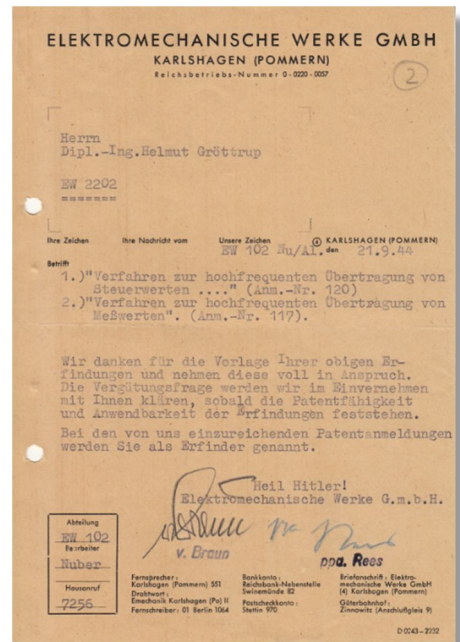 ELEKTROMECHANISCHE WERKE GMBH
KARLSHAGEN (POMMERN)
Reichsbetriebs-Nummer 0-0220-0057
2
Herrn
Dipl.-Ing.Helmut Gröttrup
EW 2202
=======
Ihre Zeichen Ihre Nachricht vom Unsere Zeichen ④ KARLSHAGEN (POMMERN)
EW 102 Nu/Al. den 21.9.44
Betrifft
1.)"Verfahren zur hochfrequenten Übertragung von
Steuerwerten ...." (Anm.-Nr. 120)
2.)"Verfahren zur hochfrequenten Übertragung von
Meßwerten". (Anm.-Nr. 117).
Wir danken für die Vorlage Ihrer obigen Er-
findungen und nehmen diese voll in Anspruch.
Die Vergütungsfrage werden wir im Einvernehmen
mit Ihnen klären, sobald die Patentfähigkeit
und Anwendbarkeit der Erfindungen feststehen.
Bei den von uns einzureichenden Patentanmeldungen
werden Sie als Erfinder genannt.
Heil Hitler!
Elektromechanische Werke G.m.b.H.
v. Braun
ppa. Rees
Abteilung
EW 102
Bearbeiter
Nuber
Hausanruf
7256
Fernsprecher:
Karlshagen (Pommern) 551
Drahtwort:
Emechanik Karlshagen (Po) II
Fernschreiber: 01 Berlin 1064
Bankkonto:
Reichsbank-Nebenstelle
Swinemünde 82
Postscheckkonto:
Stettin 970
Briefanschrift: Elektro-
mechanische Werke GmbH
(4) Karlshagen (Pommern)
Güterbahnhof:
Zinnowitz (Anschlußgleis 9)
D 0243-2232